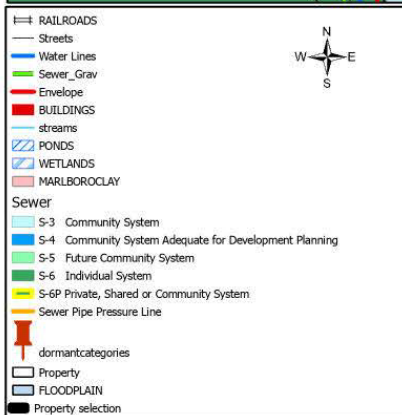 RAILROADS
Streets
Water Lines
Sewer_Grav
Envelope
BUILDINGS
streams
PONDS
WETLANDS
MARLBOROCLAY
Sewer
S-3 Community System
S-4 Community System Adequate for Development Planning
S-5 Future Community System
S-6 Individual System
S-6P Private, Shared or Community System
Sewer Pipe Pressure Line
dormantcategories
Property
FLOODPLAIN
Property selection
N
W E
S